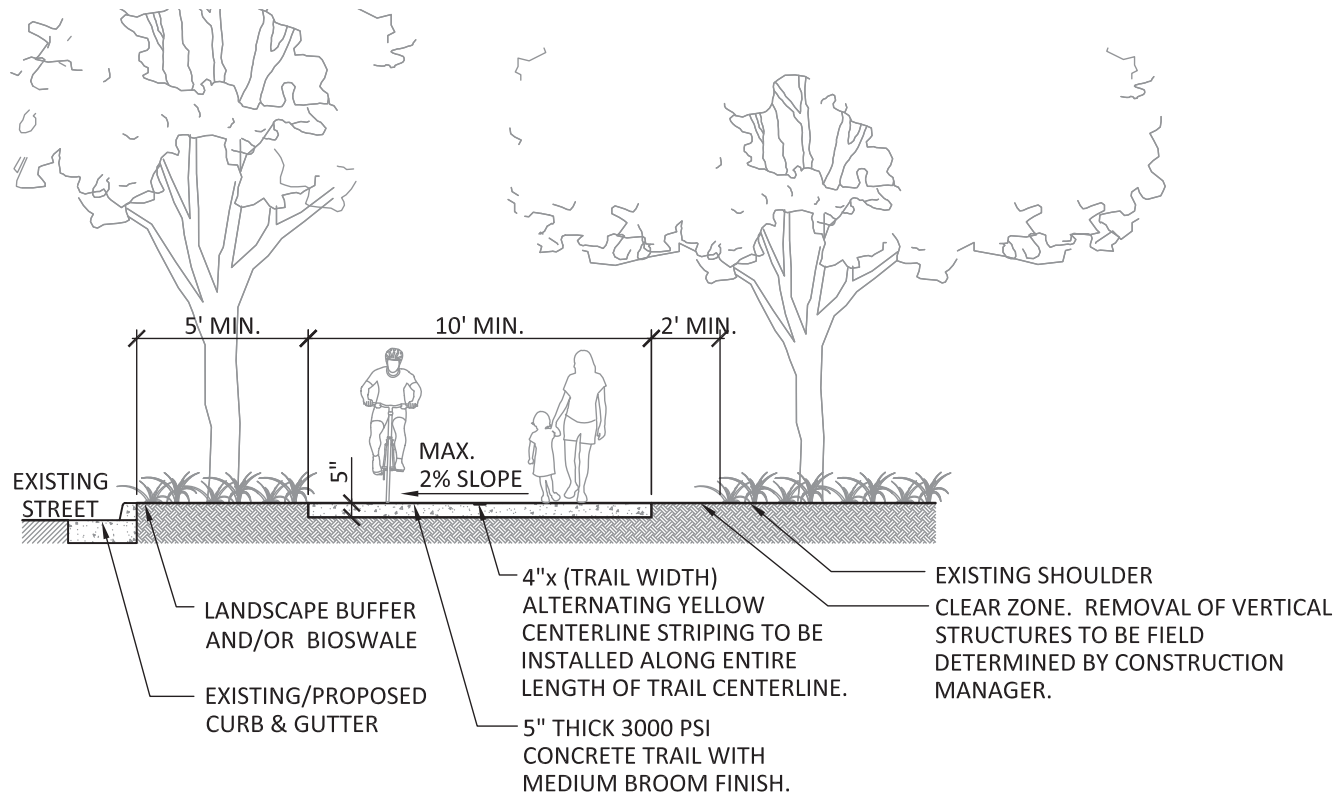 5' MIN.
10' MIN.
2' MIN.
5"
MAX.
2% SLOPE
EXISTING
STREET
LANDSCAPE BUFFER
AND/OR  BIOSWALE
EXISTING/PROPOSED
CURB & GUTTER
4"x (TRAIL WIDTH)
ALTERNATING YELLOW
CENTERLINE STRIPING TO BE
INSTALLED ALONG ENTIRE
LENGTH OF TRAIL CENTERLINE.
5" THICK 3000 PSI
CONCRETE TRAIL WITH
MEDIUM BROOM FINISH.
EXISTING SHOULDER
CLEAR ZONE.  REMOVAL OF VERTICAL
STRUCTURES TO BE FIELD
DETERMINED BY CONSTRUCTION
MANAGER.